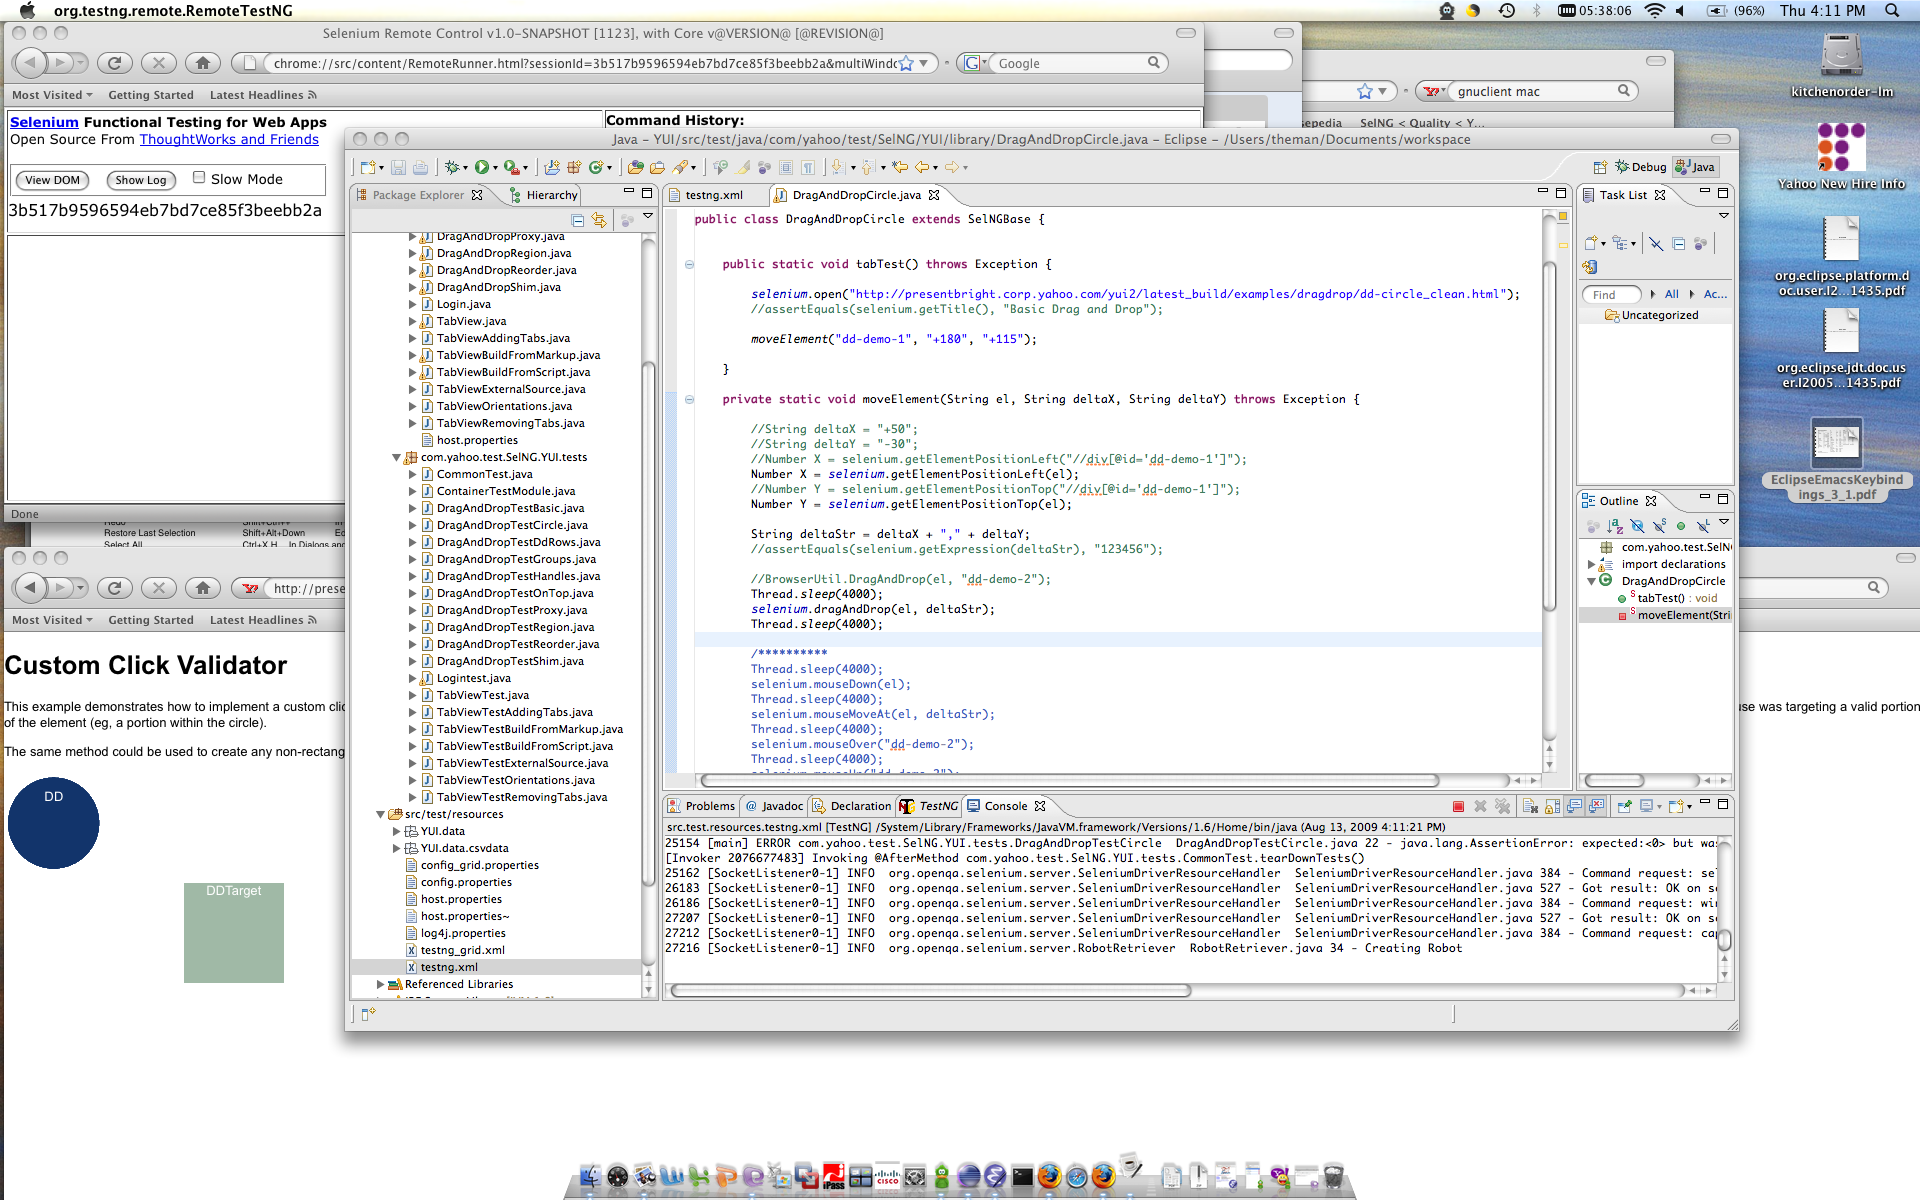 org.testng.remote.RemoteTestNG
05:38:06
(96%)
Thu 4:11 PM
Selenium Remote Control v1.0-SNAPSHOT [1123], with Core v@VERSION@ [@REVISION@]
chrome://src/content/RemoteRunner.html?sessionId=3b517b9596594eb7bd7ce85f3beebb2a&multiWindo
Google
gnuclient mac
Most Visited
Getting Started
Latest Headlines
sepedia
SelNG < Quality < Y...
Selenium Functional Testing for Web Apps
Open Source From ThoughtWorks and Friends
View DOM
Show Log
Slow Mode
3b517b9596594eb7bd7ce85f3beebb2a
Command History:
Done
Restore Last Selection
Shift+Alt+Down
Java - YUI/src/test/java/com/yahoo/test/SelNG/YUI/library/DragAndDropCircle.java - Eclipse - /Users/theman/Documents/workspace
Debug
Java
Package Explorer
Hierarchy
DragAndDropProxy.java
DragAndDropRegion.java
DragAndDropReorder.java
DragAndDropShim.java
Login.java
TabView.java
TabViewAddingTabs.java
TabViewBuildFromMarkup.java
TabViewBuildFromScript.java
TabViewExternalSource.java
TabViewOrientations.java
TabViewRemovingTabs.java
host.properties
com.yahoo.test.SelNG.YUI.tests
CommonTest.java
ContainerTestModule.java
DragAndDropTestBasic.java
DragAndDropTestCircle.java
DragAndDropTestDdRows.java
DragAndDropTestGroups.java
DragAndDropTestHandles.java
DragAndDropTestOnTop.java
DragAndDropTestProxy.java
DragAndDropTestRegion.java
DragAndDropTestReorder.java
DragAndDropTestShim.java
Logintest.java
TabViewTest.java
TabViewTestAddingTabs.java
TabViewTestBuildFromMarkup.java
TabViewTestBuildFromScript.java
TabViewTestExternalSource.java
TabViewTestOrientations.java
TabViewTestRemovingTabs.java
src/test/resources
YUI.data
YUI.data.csvdata
config_grid.properties
config.properties
host.properties
host.properties~
log4j.properties
testng_grid.xml
testng.xml
Referenced Libraries
testng.xml
DragAndDropCircle.java
public class DragAndDropCircle extends SelNGBase {
public static void tabTest() throws Exception {
selenium.open("http://presentbright.corp.yahoo.com/yui2/latest_build/examples/dragdrop/dd-circle_clean.html");
//assertEquals(selenium.getTitle(), "Basic Drag and Drop");
moveElement("dd-demo-1", "+180", "+115");
}
private static void moveElement(String el, String deltaX, String deltaY) throws Exception {
//String deltaX = "+50";
//String deltaY = "-30";
//Number X = selenium.getElementPositionLeft("//div[@id='dd-demo-1']");
Number X = selenium.getElementPositionLeft(el);
//Number Y = selenium.getElementPositionTop("//div[@id='dd-demo-1']");
Number Y = selenium.getElementPositionTop(el);
String deltaStr = deltaX + "," + deltaY;
//assertEquals(selenium.getExpression(deltaStr), "123456");
//BrowserUtil.DragAndDrop(el, "dd-demo-2");
Thread.sleep(4000);
selenium.dragAndDrop(el, deltaStr);
Thread.sleep(4000);
/**********
Thread.sleep(4000);
selenium.mouseDown(el);
Thread.sleep(4000);
selenium.mouseMoveAt(el, deltaStr);
Thread.sleep(4000);
selenium.mouseOver("dd-demo-2");
Thread.sleep(4000);
Task List
Find
All
Ac...
Uncategorized
Outline
com.yahoo.test.SelN
import declarations
DragAndDropCircle
tabTest() : void
moveElement(Stri
Problems
Javadoc
Declaration
TestNG
Console
src.test.resources.testng.xml [TestNG] /System/Library/Frameworks/JavaVM.framework/Versions/1.6/Home/bin/java (Aug 13, 2009 4:11:21 PM)
25154 [main] ERROR com.yahoo.test.SelNG.YUI.tests.DragAndDropTestCircle DragAndDropTestCircle.java 22 - java.lang.AssertionError: expected:<0> but wa
[Invoker 2076677483] Invoking @AfterMethod com.yahoo.test.SelNG.YUI.tests.CommonTest.tearDownTests()
25162 [SocketListener0-1] INFO org.openqa.selenium.server.SeleniumDriverResourceHandler SeleniumDriverResourceHandler.java 384 - Command request: se
26183 [SocketListener0-1] INFO org.openqa.selenium.server.SeleniumDriverResourceHandler SeleniumDriverResourceHandler.java 527 - Got result: OK on s
26186 [SocketListener0-1] INFO org.openqa.selenium.server.SeleniumDriverResourceHandler SeleniumDriverResourceHandler.java 384 - Command request: wi
27207 [SocketListener0-1] INFO org.openqa.selenium.server.SeleniumDriverResourceHandler SeleniumDriverResourceHandler.java 527 - Got result: OK on s
27212 [SocketListener0-1] INFO org.openqa.selenium.server.SeleniumDriverResourceHandler SeleniumDriverResourceHandler.java 384 - Command request: ca
27216 [SocketListener0-1] INFO org.openqa.selenium.server.RobotRetriever RobotRetriever.java 34 - Creating Robot
http://prese
Most Visited
Getting Started
Latest Headlines
Custom Click Validator
This example demonstrates how to implement a custom clic
use was targeting a valid portion
of the element (eg, a portion within the circle).
The same method could be used to create any non-rectang
DD
DDTarget
kitchenorder-lm
Yahoo New Hire Info
org.eclipse.platform.d
oc.user.I2...1435.pdf
org.eclipse.jdt.doc.us
er.I2005...1435.pdf
EclipseEmacsKeybind
ings_3_1.pdf
iPass
CISCO